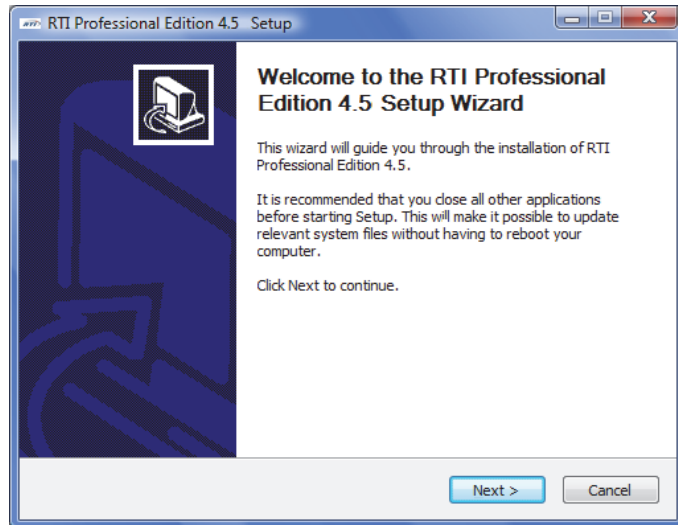 RTI RTI Professional Edition 4.5 Setup
Welcome to the RTI Professional
Edition 4.5 Setup Wizard
This wizard will guide you through the installation of RTI
Professional Edition 4.5.
It is recommended that you close all other applications
before starting Setup. This will make it possible to update
relevant system files without having to reboot your
computer.
Click Next to continue.
Next >
Cancel